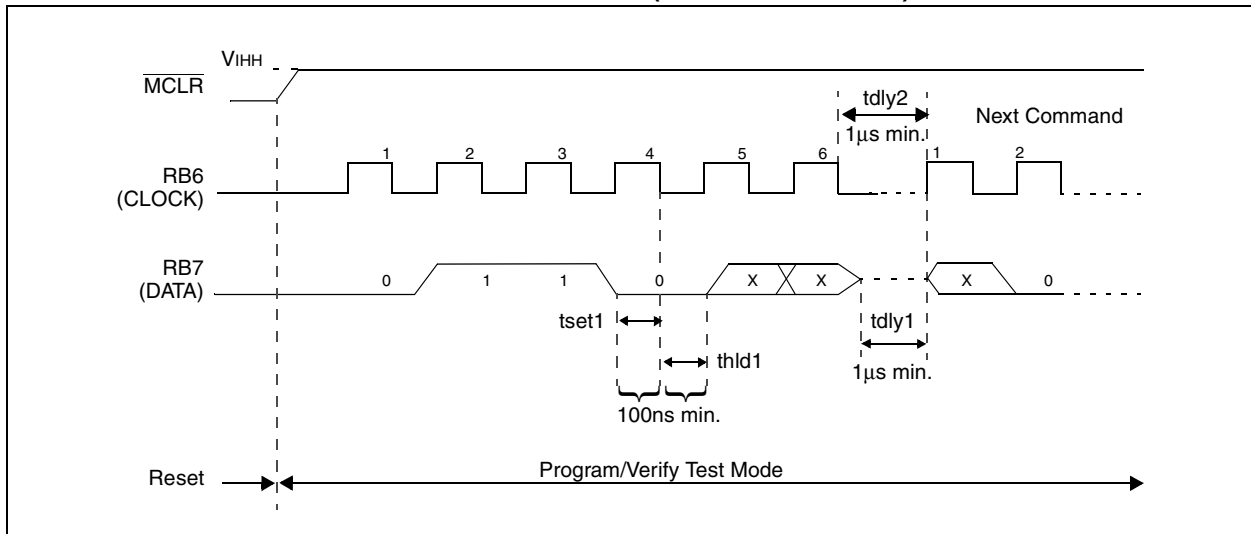 VIHH
MCLR
tdly2
Next Command
1µs min.
1 2 3 4 5 6 1 2
RB6
(CLOCK)
RB7
(DATA)
0 1 1 0 X X X 0
tset1
tdly1
thld1
1µs min.
100ns min.
Program/Verify Test Mode
Reset